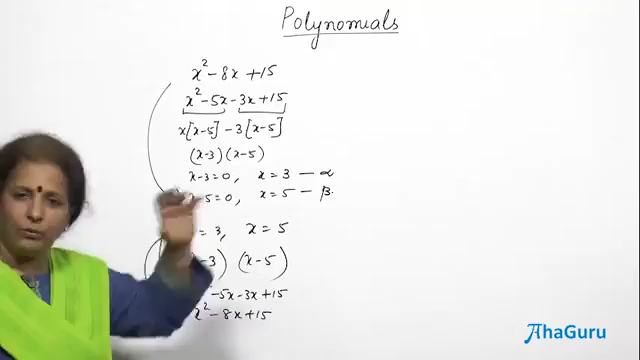 Polynomials
x² - 8x + 15
x² - 5x - 3x + 15
x[x-5] - 3[x-5]
(x-3)(x-5)
x-3=0, x = 3 — α
-5=0, x = 5 — β
= 3, x = 5
-3) (x-5)
-5x-3x+15
x² - 8x + 15
AhaGuru